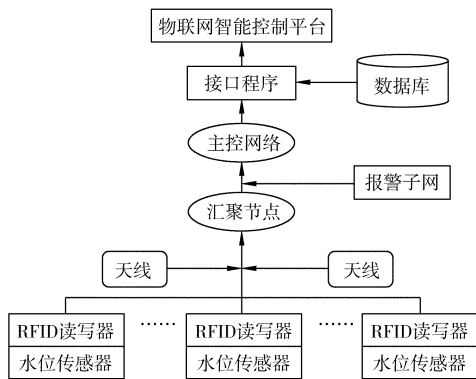 物联网智能控制平台
接口程序
数据库
主控网络
报警子网
汇聚节点
天线
天线
RFID读写器
……
RFID读写器
……
RFID读写器
水位传感器
水位传感器
水位传感器